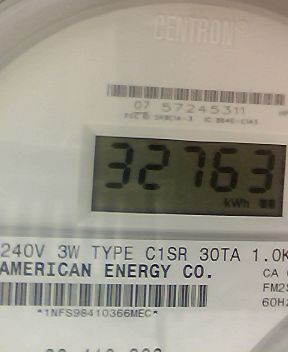 CENTRON®
07 57245311
32763
kWh
240V 3W TYPE C1SR 30TA 1.0K
AMERICAN ENERGY CO.
CA
FM2S
60HZ
*1NFS98410366MEC*